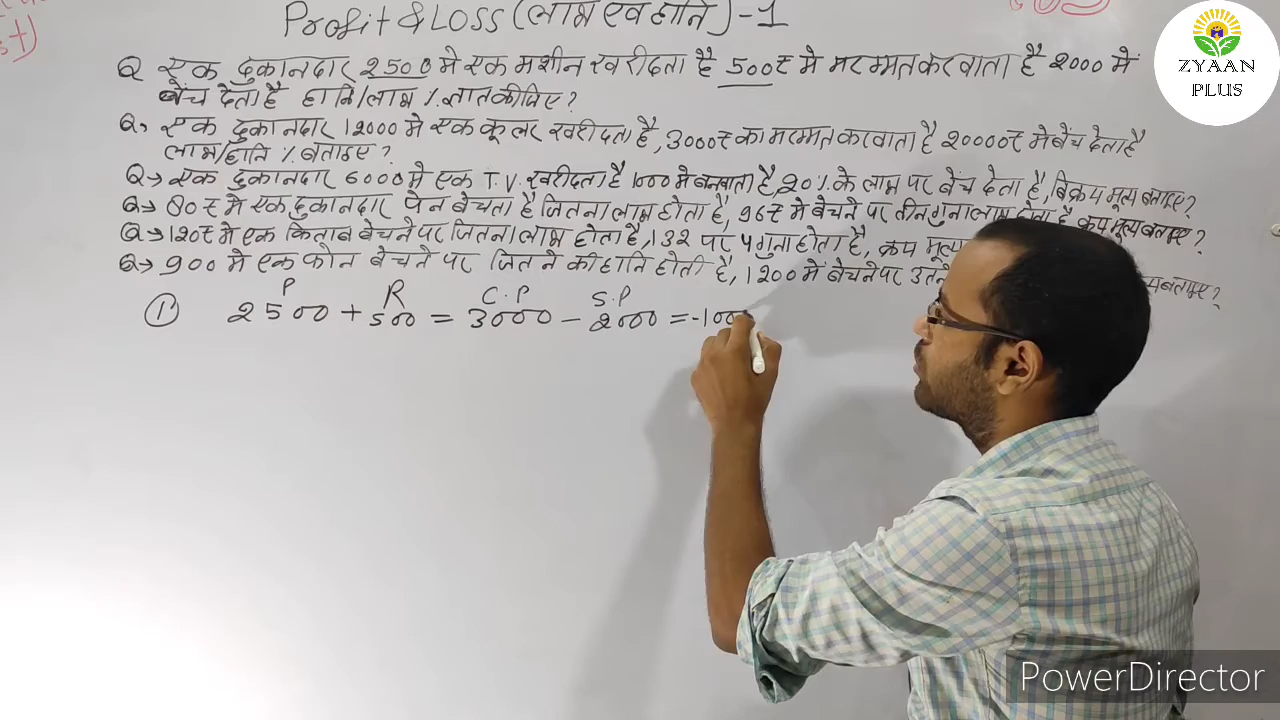 Profit & Loss (लाभ एवं हानि) -1
Q एक दुकानदार 2500 मे एक मशीन खरीदता है 500₹ मे मरम्मत करवाता है 2000 में
बेंच देता है हानि/लाभ % ज्ञात कीजिए?
Q. एक दुकानदार 12000 मे एक कूलर खरीदता है, 3000₹ का मरम्मत करवाता है 20000₹ मे बेंच देता है
लाभ/हानि % बताइए?
Q→ एक दुकानदार 6000 मे एक T.V. खरीदता है 1000 मे बनवाता है, 20% के लाभ पर बेंच देता है, बिक्रय मूल्य बताइए?
Q→ 80₹ मे एक दुकानदार पेन बेचता है जितना लाभ होता है, 96₹ मे बेचने पर तीन गुना लाभ होता है, क्रय मूल्य बताइए?
Q→ 120₹ मे एक किताब बेचने पर जितना लाभ होता है, 132 पर 4 गुना होता है, क्रय मूल्य
Q→ 900 मे एक फोन बेचने पर जितने की हानि होती है, 1200 में बेचने पर उतने बताइए?
P R C.P S.P
① 2500 + 500 = 3000 - 2000 = -100
ZYAAN
PLUS
PowerDirector